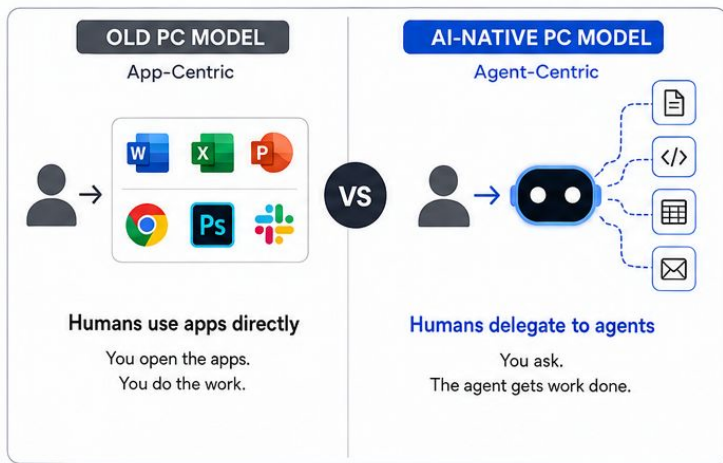 OLD PC MODEL
App-Centric
W
X
P
Ps
Humans use apps directly
You open the apps.
You do the work.
VS
AI-NATIVE PC MODEL
Agent-Centric
</>
Humans delegate to agents
You ask.
The agent gets work done.